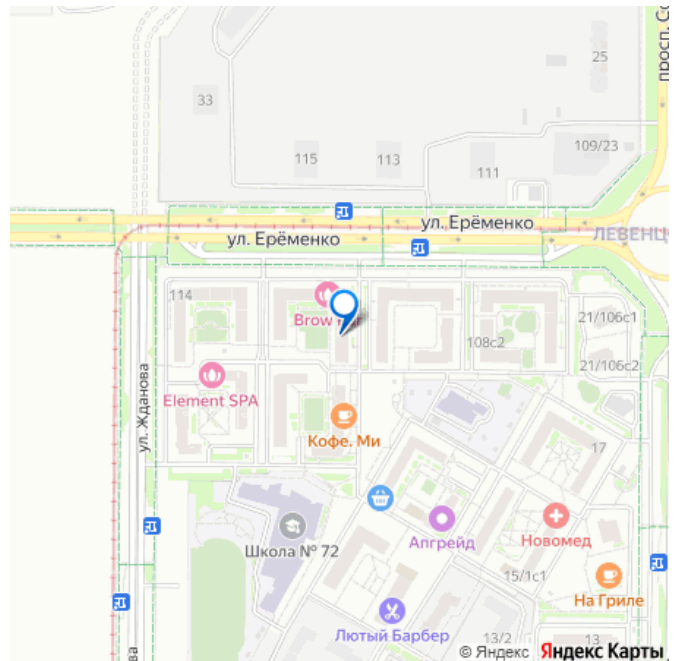 просп. Со
25
33
115
113
111
109/23
ул. Ерёменко
ЛЕВЕНЦ
ул. Ерёменко
114
Brow
21/106с1
108с2
21/106с2
Element SPA
ул. Жданова
Кофе. Ми
17
Школа № 72
Апгрейд
Новомед
15/1с1
На Гриле
Лютый Барбер
13/2
13
© Яндекс Яндекс Карты